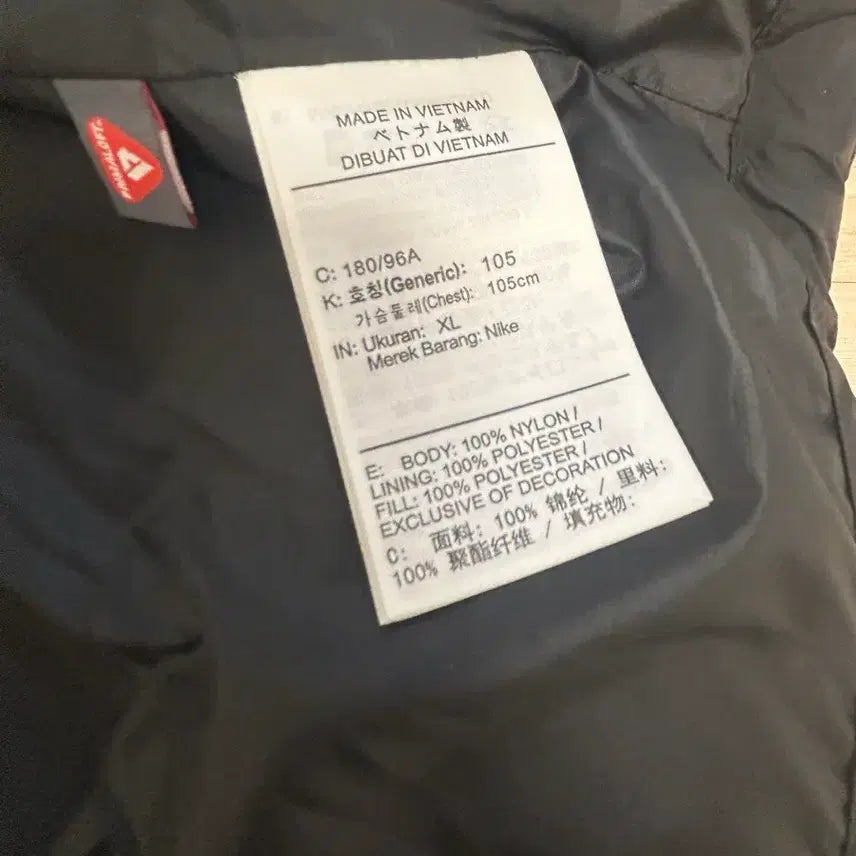 PRIMALOFT
MADE IN VIETNAM
ベトナム製
DIBUAT DI VIETNAM
C: 180/96A
K: 호칭(Generic): 105
가슴둘레(Chest): 105cm
IN: Ukuran: XL
Merek Barang: Nike
E: BODY: 100% NYLON /
LINING: 100% POLYESTER /
FILL: 100% POLYESTER /
EXCLUSIVE OF DECORATION
C: 面料: 100% 锦纶 / 里料:
100% 聚酯纤维 / 填充物: